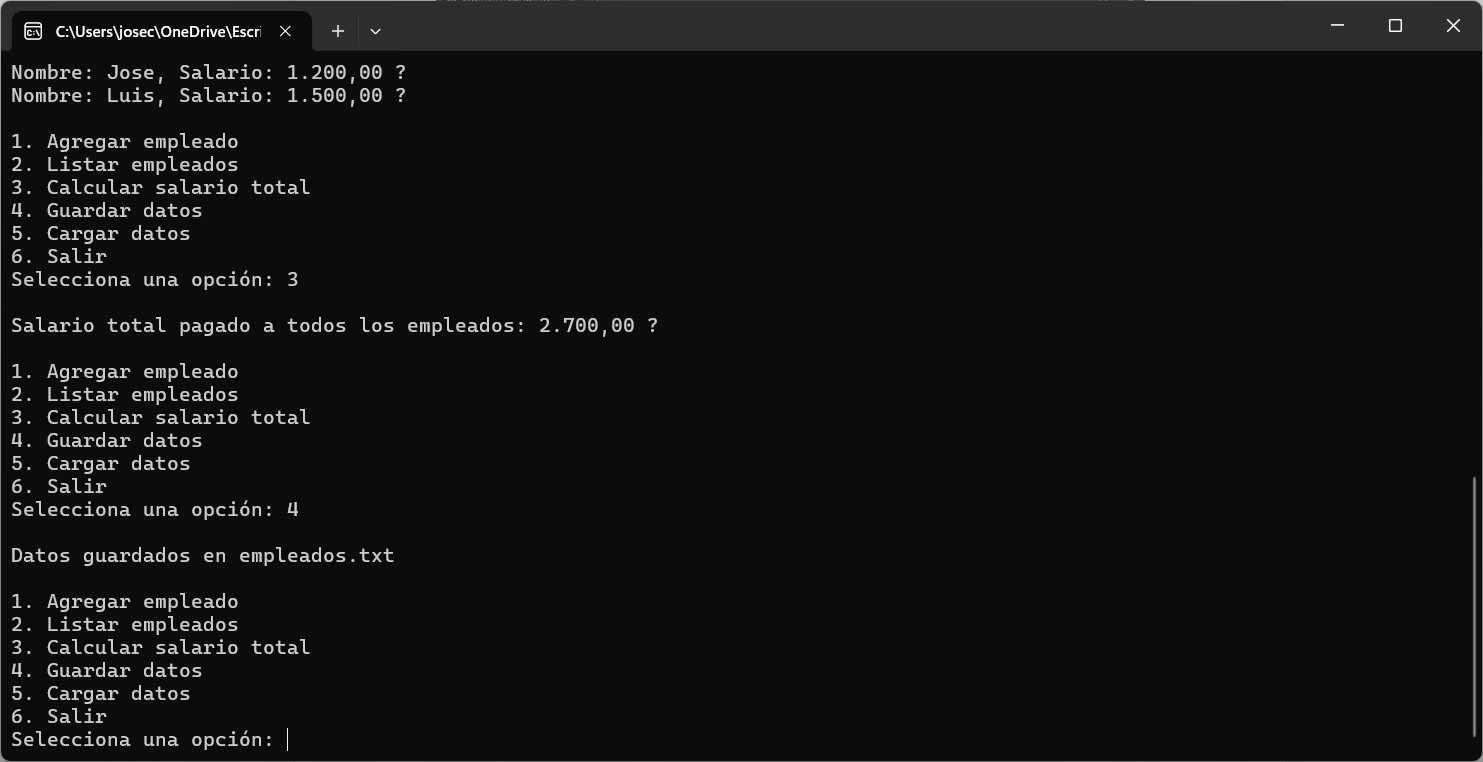 C:\Users\josec\OneDrive\Escri
Nombre: Jose, Salario: 1.200,00 ?
Nombre: Luis, Salario: 1.500,00 ?
1. Agregar empleado
2. Listar empleados
3. Calcular salario total
4. Guardar datos
5. Cargar datos
6. Salir
Selecciona una opción: 3
Salario total pagado a todos los empleados: 2.700,00 ?
1. Agregar empleado
2. Listar empleados
3. Calcular salario total
4. Guardar datos
5. Cargar datos
6. Salir
Selecciona una opción: 4
Datos guardados en empleados.txt
1. Agregar empleado
2. Listar empleados
3. Calcular salario total
4. Guardar datos
5. Cargar datos
6. Salir
Selecciona una opción: